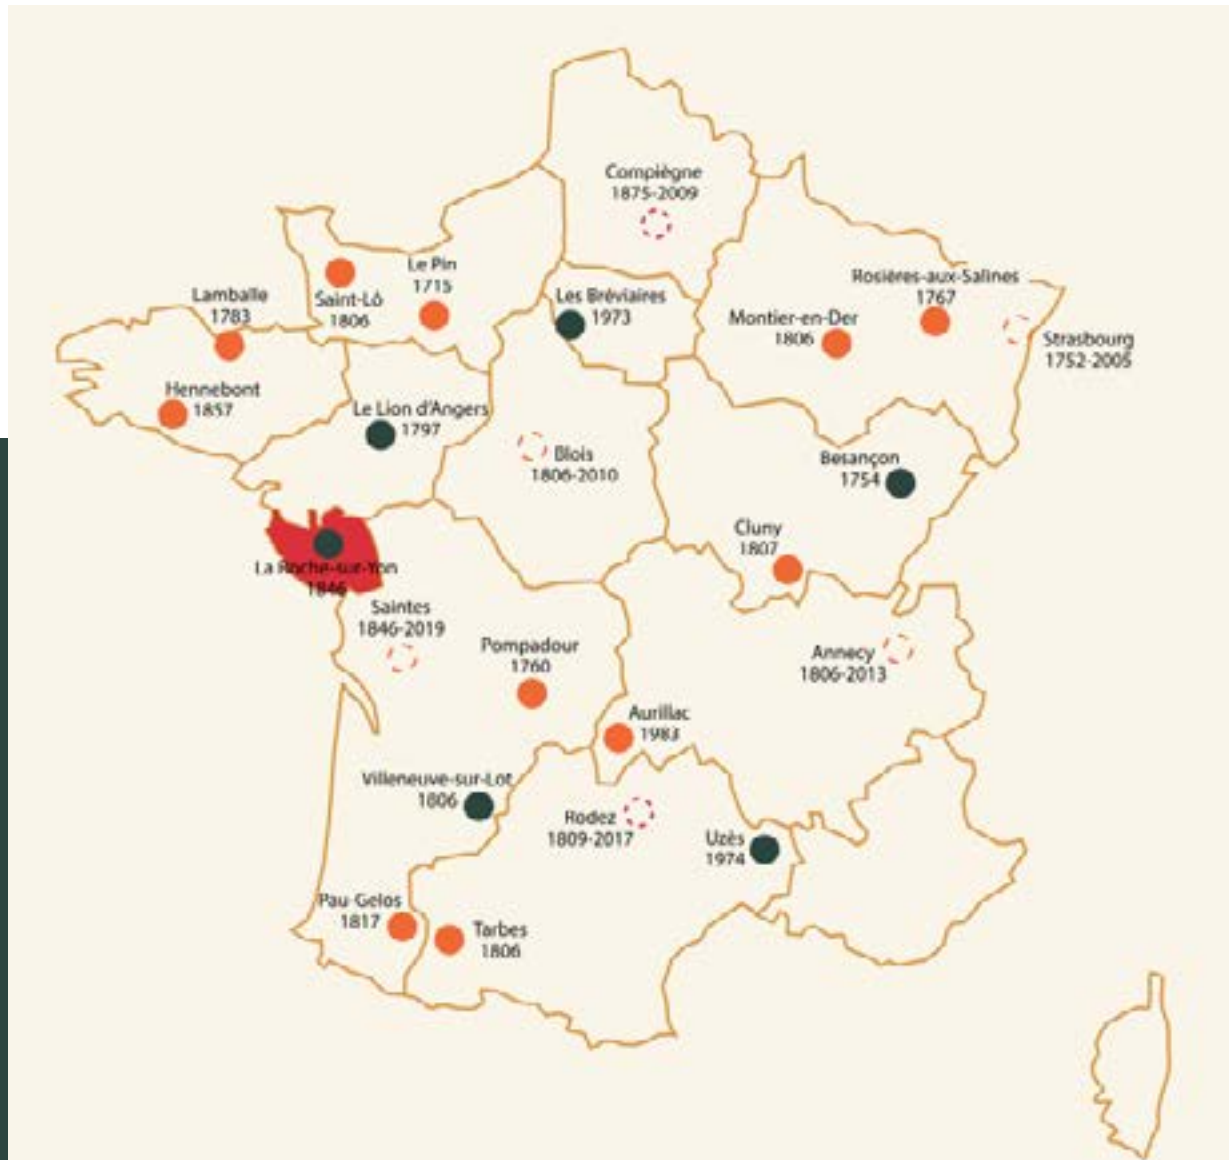 Compiègne
1875-2009
Le Pin
1715
Saint-Lô
1806
Lamballe
1783
Les Bréviaires
1973
Rosières-aux-Salines
1767
Montier-en-Der
1806
Strasbourg
1752-2005
Hennebont
1857
Le Lion d'Angers
1797
Blois
1806-2010
Besançon
1754
Cluny
1807
La Roche-sur-Yon
1846
Saintes
1846-2019
Pompadour
1760
Annecy
1806-2013
Aurillac
1983
Villeneuve-sur-Lot
1806
Rodez
1809-2017
Uzès
1974
Pau-Gelos
1817
Tarbes
1806